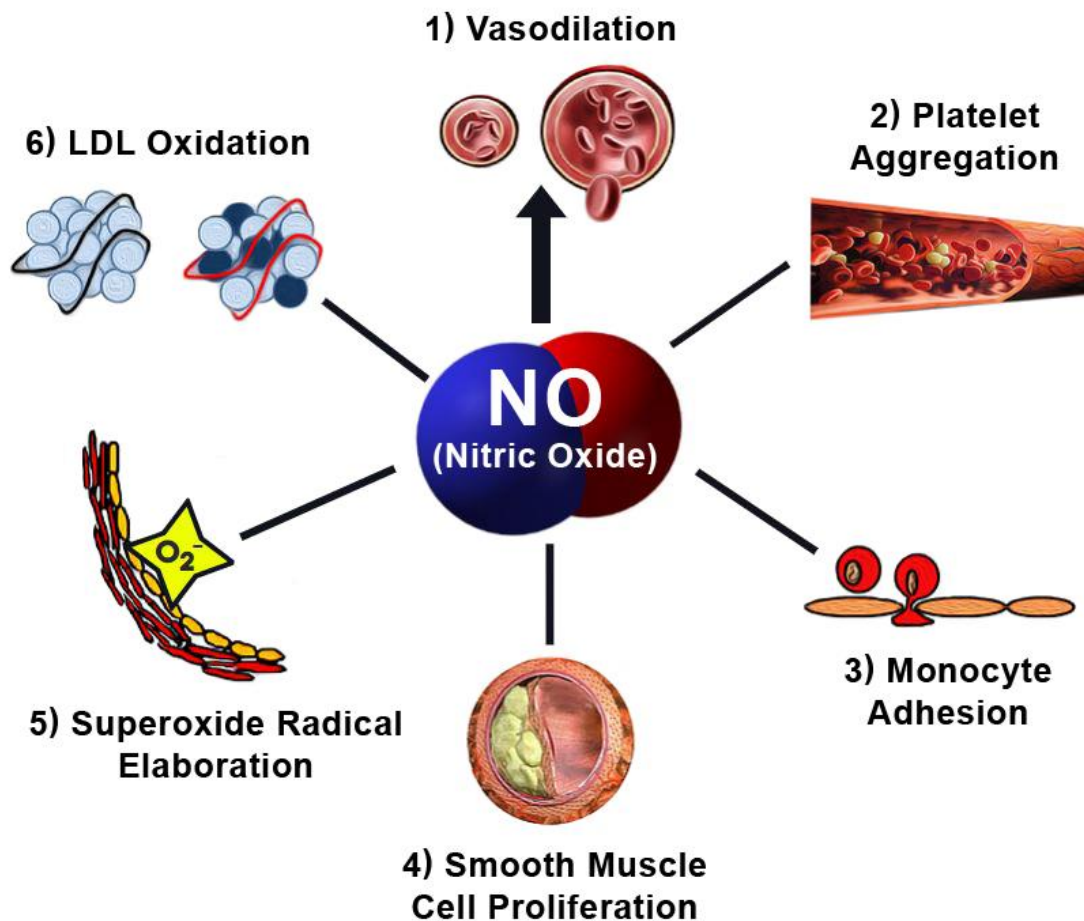 1) Vasodilation
2) Platelet
Aggregation
3) Monocyte
Adhesion
4) Smooth Muscle
Cell Proliferation
5) Superoxide Radical
Elaboration
6) LDL Oxidation
NO
(Nitric Oxide)
O₂⁻